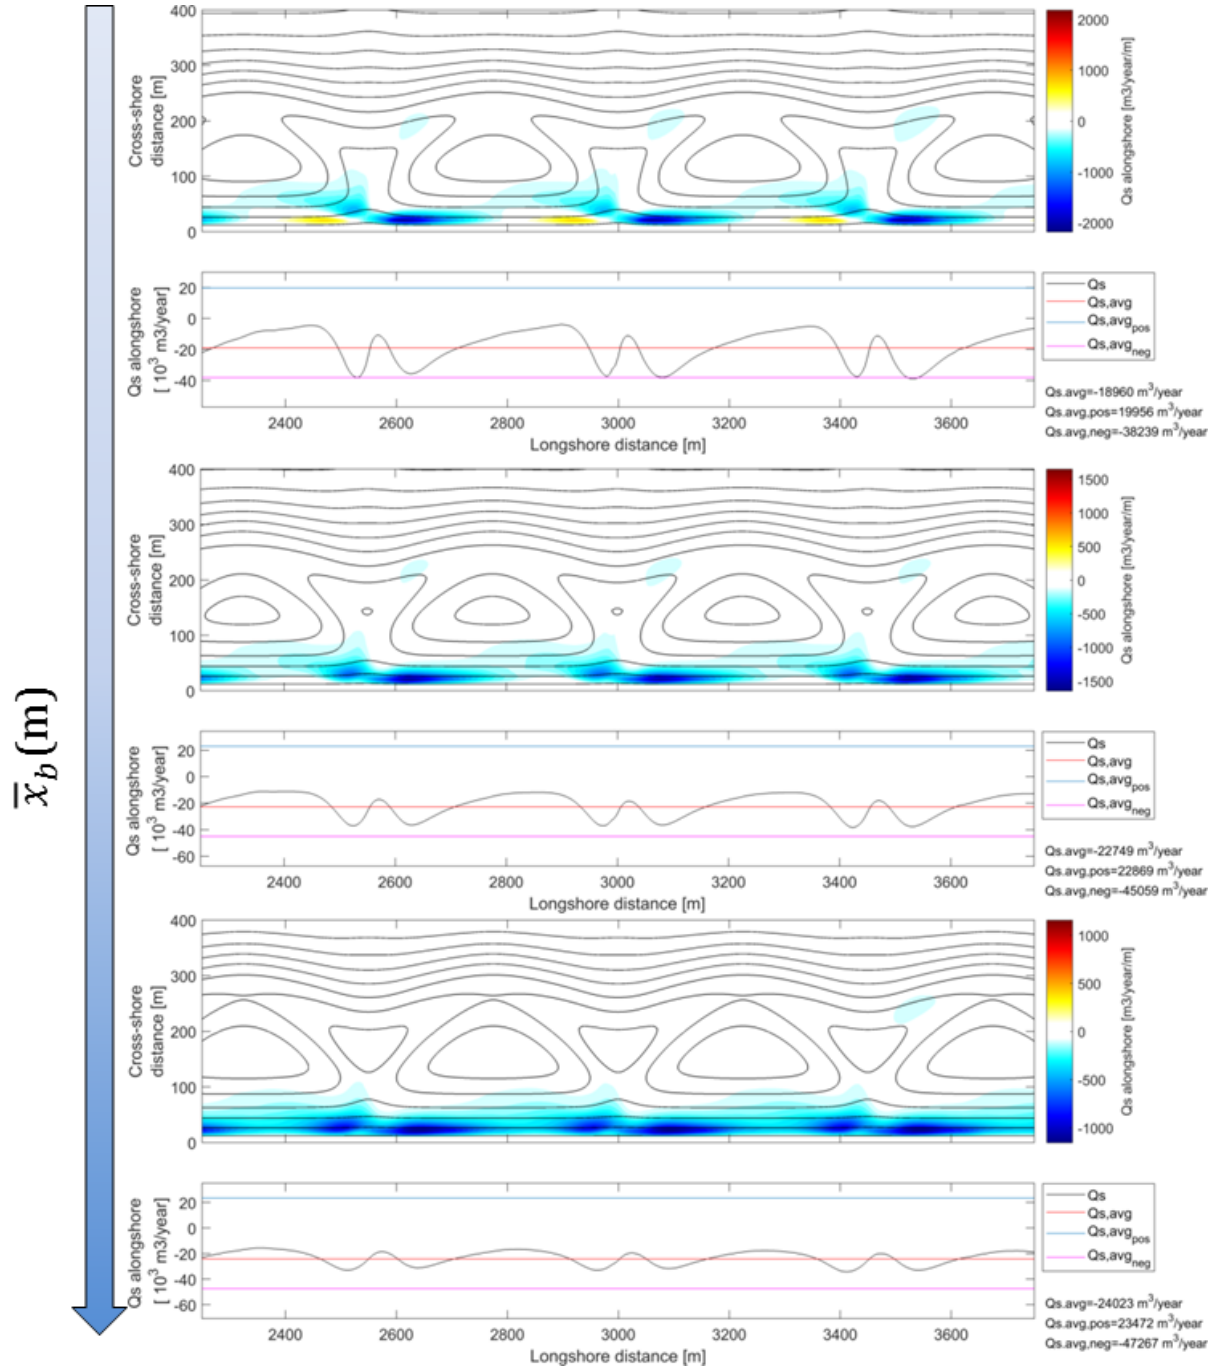 x̄b (m)
400
300
200
100
0
Cross-shore
distance [m]
2000
1000
0
-1000
-2000
Qs alongshore [m3/year/m]
20
0
-20
-40
Qs alongshore
[ 10³ m3/year]
2400 2600 2800 3000 3200 3400 3600
Longshore distance [m]
Qs
Qs,avg
Qs,avgpos
Qs,avgneg
Qs.avg=-18960 m³/year
Qs.avg,pos=19956 m³/year
Qs.avg,neg=-38239 m³/year
400
300
200
100
0
Cross-shore
distance [m]
1500
1000
500
0
-500
-1000
-1500
Qs alongshore [m3/year/m]
20
0
-20
-40
-60
Qs alongshore
[ 10³ m3/year]
2400 2600 2800 3000 3200 3400 3600
Longshore distance [m]
Qs
Qs,avg
Qs,avgpos
Qs,avgneg
Qs.avg=-22749 m³/year
Qs.avg,pos=22869 m³/year
Qs.avg,neg=-45059 m³/year
400
300
200
100
0
Cross-shore
distance [m]
1000
500
0
-500
-1000
Qs alongshore [m3/year/m]
20
0
-20
-40
-60
Qs alongshore
[ 10³ m3/year]
2400 2600 2800 3000 3200 3400 3600
Longshore distance [m]
Qs
Qs,avg
Qs,avgpos
Qs,avgneg
Qs.avg=-24023 m³/year
Qs.avg,pos=23472 m³/year
Qs.avg,neg=-47267 m³/year